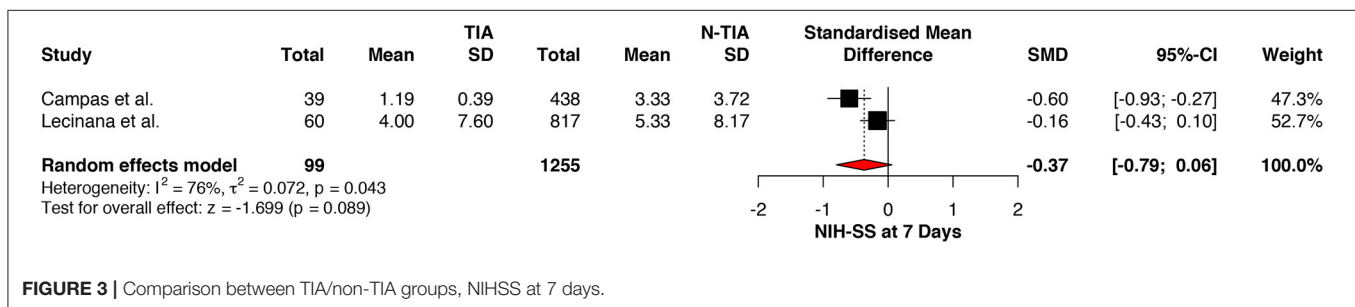 TIA N-TIA Standardised Mean
Study Total Mean SD Total Mean SD Difference SMD 95%-CI Weight
Campas et al. 39 1.19 0.39 438 3.33 3.72 -0.60 [-0.93; -0.27] 47.3%
Lecinana et al. 60 4.00 7.60 817 5.33 8.17 -0.16 [-0.43; 0.10] 52.7%
Random effects model 99 1255 -0.37 [-0.79; 0.06] 100.0%
Heterogeneity: I² = 76%, τ² = 0.072, p = 0.043
Test for overall effect: z = -1.699 (p = 0.089)
-2 -1 0 1 2
NIH-SS at 7 Days
FIGURE 3 | Comparison between TIA/non-TIA groups, NIHSS at 7 days.